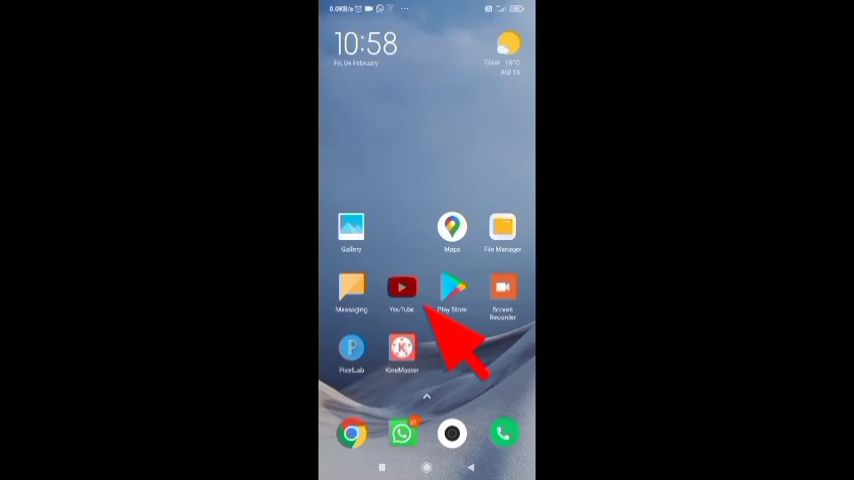 0.0KB/s
10:58
Fri, 04 February
Clear 16°C
AQI 15
Gallery
Maps
File Manager
Messaging
YouTube
Play Store
Screen
Recorder
PixelLab
KineMaster